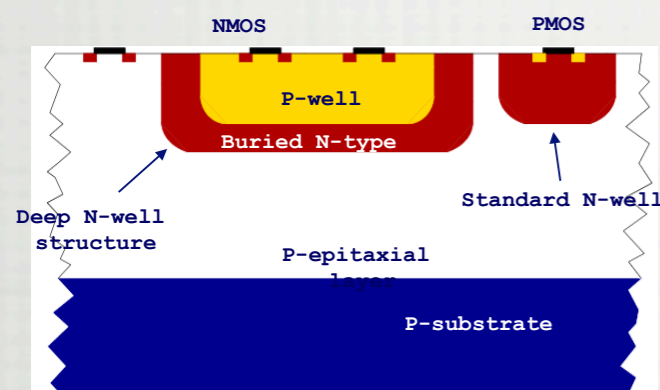 NMOS
PMOS
P-well
Buried N-type
Standard N-well
Deep N-well
structure
P-epitaxial
layer
P-substrate